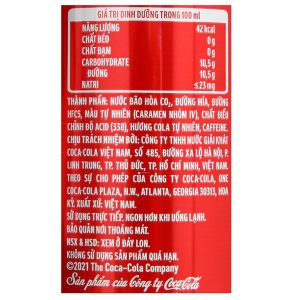 GIÁ TRỊ DINH DƯỠNG TRONG 100 ml
NĂNG LƯỢNG 42 kcal
CHẤT BÉO 0 g
CHẤT ĐẠM 0 g
CARBOHYDRATE 10,5 g
ĐƯỜNG 10,5 g
NATRI ≤23 mg
THÀNH PHẦN: NƯỚC BÃO HÒA CO₂, ĐƯỜNG MÍA, ĐƯỜNG
HFCS, MÀU TỰ NHIÊN (CARAMEN NHÓM IV), CHẤT ĐIỀU
CHỈNH ĐỘ ACID (338), HƯƠNG COLA TỰ NHIÊN, CAFFEINE.
CHỊU TRÁCH NHIỆM BỞI: CÔNG TY TNHH NƯỚC GIẢI KHÁT
COCA-COLA VIỆT NAM, SỐ 485, ĐƯỜNG XA LỘ HÀ NỘI, P.
LINH TRUNG, TP. THỦ ĐỨC, TP. HỒ CHÍ MINH, VIỆT NAM.
THEO SỰ CHO PHÉP CỦA CÔNG TY COCA-COLA, ONE
COCA-COLA PLAZA, N.W., ATLANTA, GEORGIA 30313, HOA
KỲ. XUẤT XỨ: VIỆT NAM.
SỬ DỤNG TRỰC TIẾP. NGON HƠN KHI UỐNG LẠNH.
BẢO QUẢN NƠI THOÁNG MÁT.
NSX & HSD: XEM Ở ĐÁY LON.
KHÔNG SỬ DỤNG SẢN PHẨM QUÁ HẠN.
©2021 The Coca-Cola Company
Sản phẩm của Công ty Coca-Cola